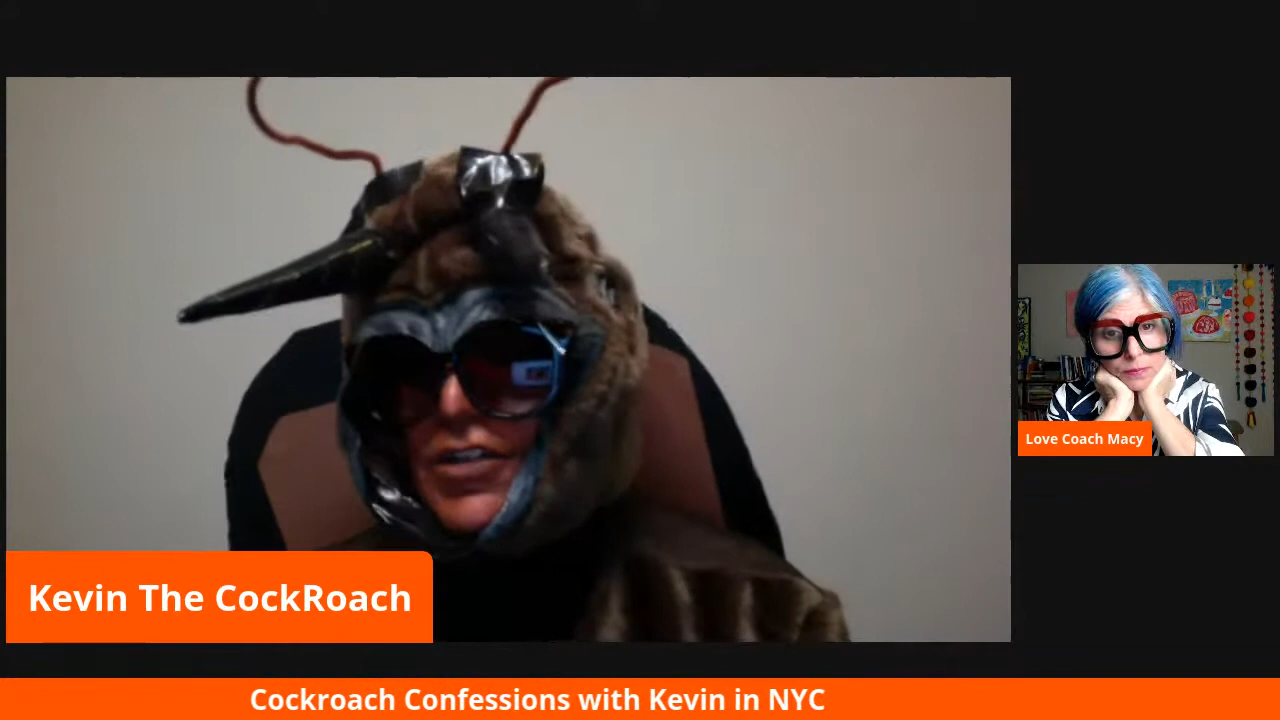 Kevin The CockRoach
Love Coach Macy
Cockroach Confessions with Kevin in NYC